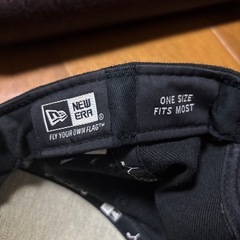 NEW
ERA®
FLY YOUR OWN FLAG™
ONE SIZE
FITS MOST